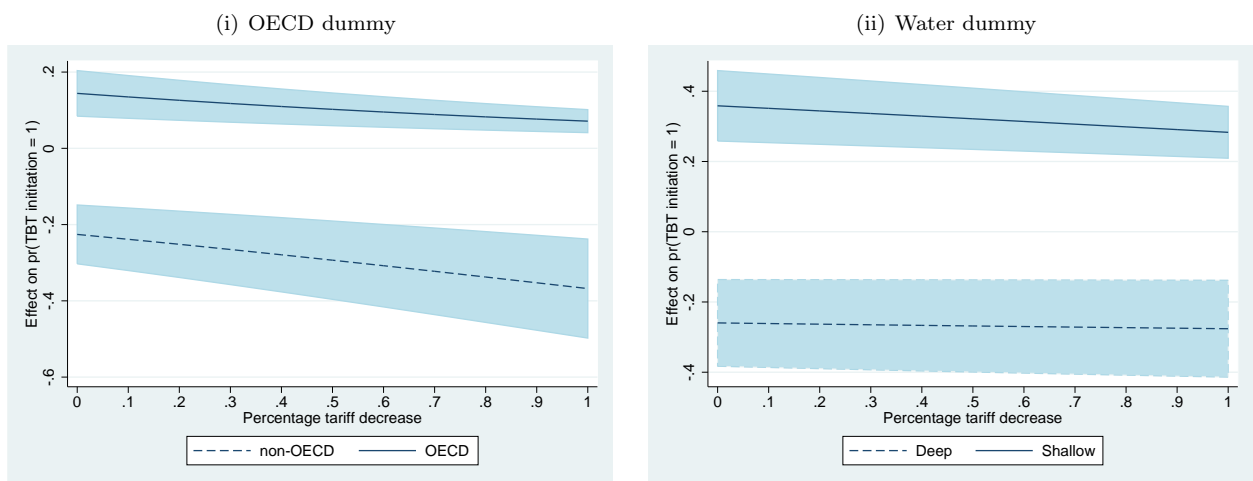 (i) OECD dummy
Effect on pr(TBT inititation = 1)
.2
0
-.2
-.4
-.6
0 .1 .2 .3 .4 .5 .6 .7 .8 .9 1
Percentage tariff decrease
non-OECD OECD
(ii) Water dummy
Effect on pr(TBT initiation = 1)
.4
.2
0
-.2
-.4
0 .1 .2 .3 .4 .5 .6 .7 .8 .9 1
Percentage tariff decrease
Deep Shallow